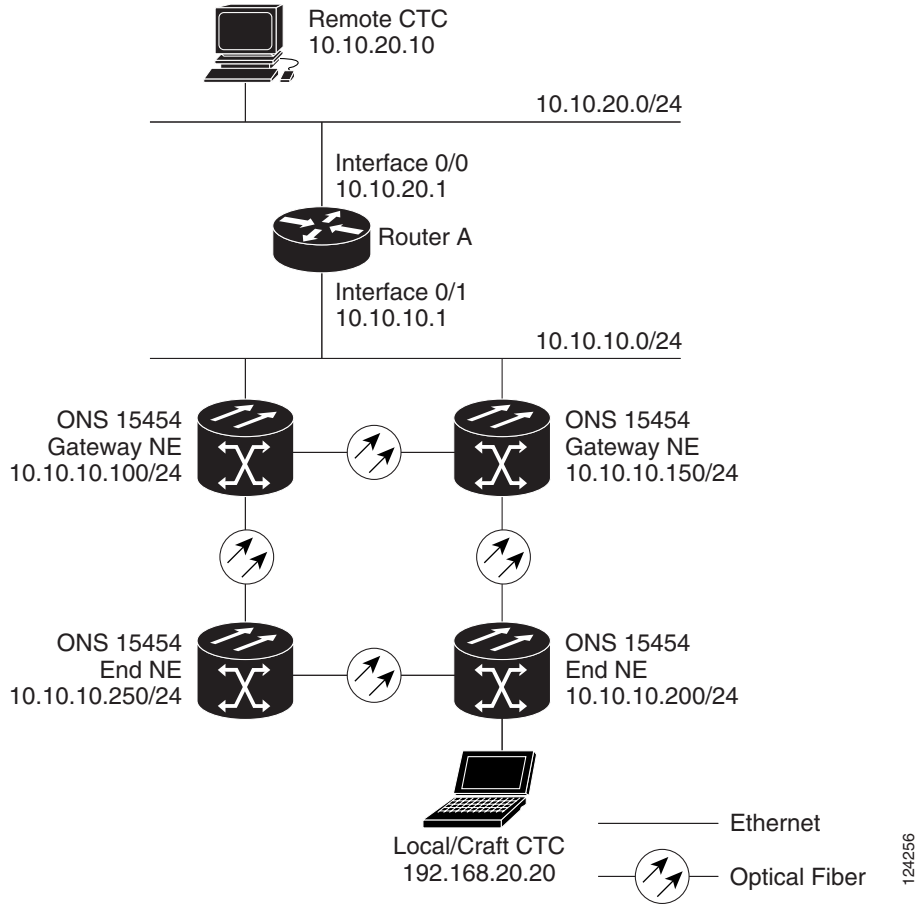 Remote CTC
10.10.20.10
10.10.20.0/24
Interface 0/0
10.10.20.1
Router A
Interface 0/1
10.10.10.1
10.10.10.0/24
ONS 15454
Gateway NE
10.10.10.100/24
ONS 15454
Gateway NE
10.10.10.150/24
ONS 15454
End NE
10.10.10.250/24
ONS 15454
End NE
10.10.10.200/24
Local/Craft CTC
192.168.20.20
Ethernet
Optical Fiber
124256